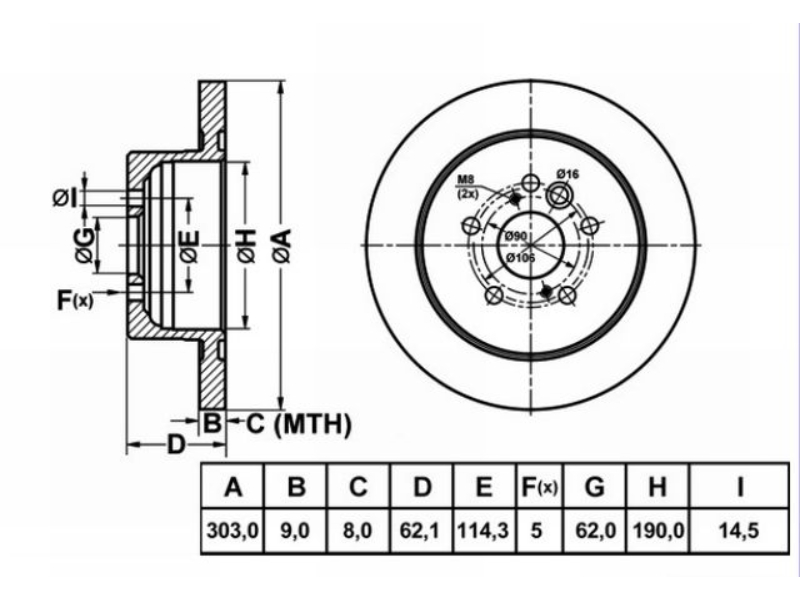 ØI
ØG
ØE
ØH
ØA
F(x)
B
C (MTH)
D
M8
(2x)
Ø16
Ø90
Ø106
A B C D E F(x) G H I
303,0 9,0 8,0 62,1 114,3 5 62,0 190,0 14,5